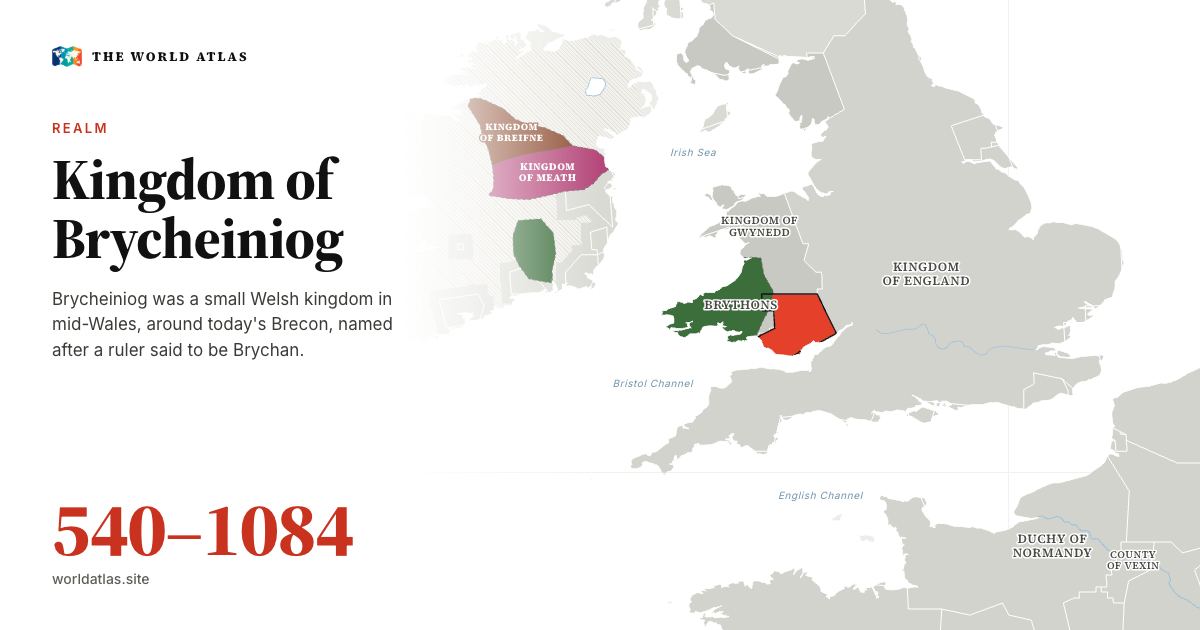 THE WORLD ATLAS
REALM
Kingdom of
Brycheiniog
Brycheiniog was a small Welsh kingdom in
mid-Wales, around today's Brecon, named
after a ruler said to be Brychan.
540–1084
worldatlas.site
KINGDOM
OF BREIFNE
KINGDOM
OF MEATH
Irish Sea
KINGDOM OF
GWYNEDD
KINGDOM
OF ENGLAND
BRYTHONS
Bristol Channel
English Channel
DUCHY OF
NORMANDY
COUNTY
OF VEXIN